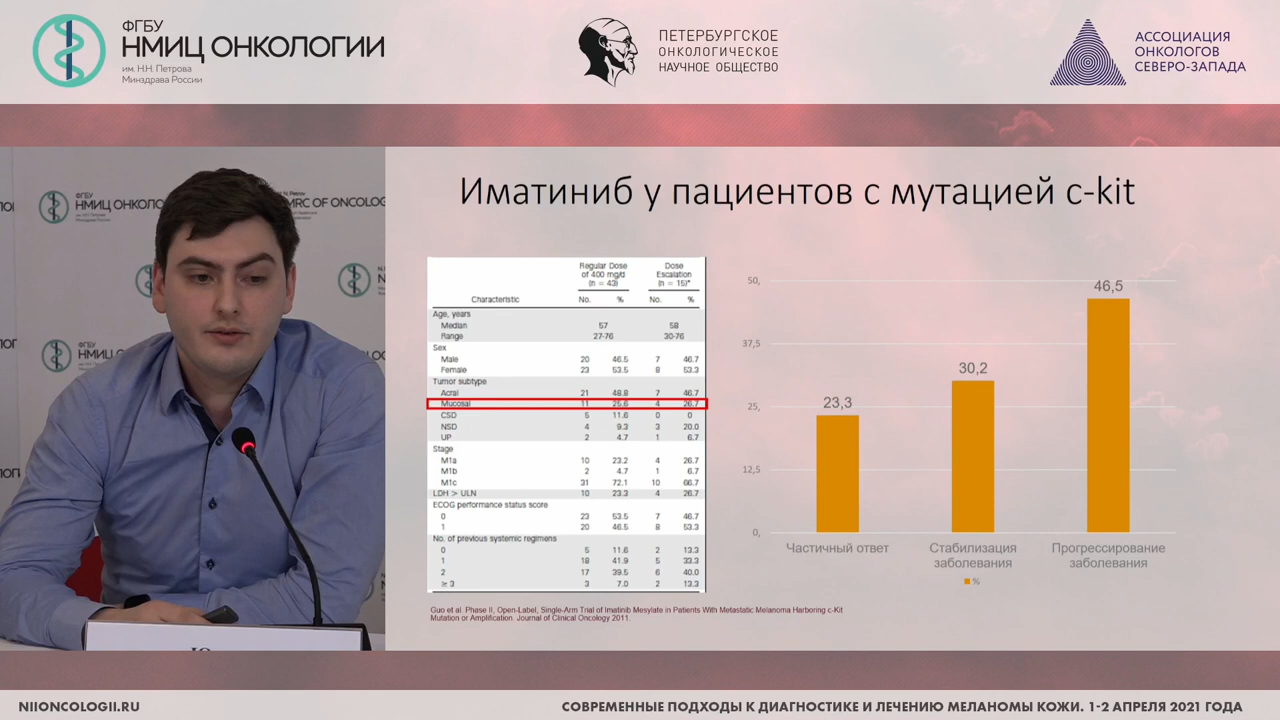 ФГБУ
НМИЦ ОНКОЛОГИИ
им. Н.Н. Петрова
Минздрава России
ПЕТЕРБУРГСКОЕ
ОНКОЛОГИЧЕСКОЕ
НАУЧНОЕ ОБЩЕСТВО
АССОЦИАЦИЯ
ОНКОЛОГОВ
СЕВЕРО-ЗАПАДА
ФГБУ
НМИЦ ОНКОЛО
MRC OF ONCOLOG
ФГБУ
НМИЦ О
Иматиниб у пациентов с мутацией c-kit
Regular Dose of 400 mg/d (n = 43) Dose Escalation (n = 15)*
Characteristic No. % No. %
Age, years
Median 57 58
Range 27-76 30-76
Sex
Male 20 46.5 7 46.7
Female 23 53.5 8 53.3
Tumor subtype
Acral 21 48.8 7 46.7
Mucosal 11 25.6 4 26.7
CSD 5 11.6 0 0
NSD 4 9.3 3 20.0
UP 2 4.7 1 6.7
Stage
M1a 10 23.2 4 26.7
M1b 2 4.7 1 6.7
M1c 31 72.1 10 66.7
LDH > ULN 10 23.3 4 26.7
ECOG performance status score
0 23 53.5 7 46.7
1 20 46.5 8 53.3
No. of previous systemic regimens
0 5 11.6 2 13.3
1 18 41.9 5 33.3
2 17 39.5 6 40.0
≥ 3 3 7.0 2 13.3
50,
37,5
25,
12,5
0,
23,3
30,2
46,5
Частичный ответ
Стабилизация
заболевания
Прогрессирование
заболевания
%
Guo et al. Phase II, Open-Label, Single-Arm Trial of Imatinib Mesylate in Patients With Metastatic Melanoma Harboring c-Kit
Mutation or Amplification. Journal of Clinical Oncology 2011.
NIIONCOLOGII.RU
СОВРЕМЕННЫЕ ПОДХОДЫ К ДИАГНОСТИКЕ И ЛЕЧЕНИЮ МЕЛАНОМЫ КОЖИ. 1-2 АПРЕЛЯ 2021 ГОДА